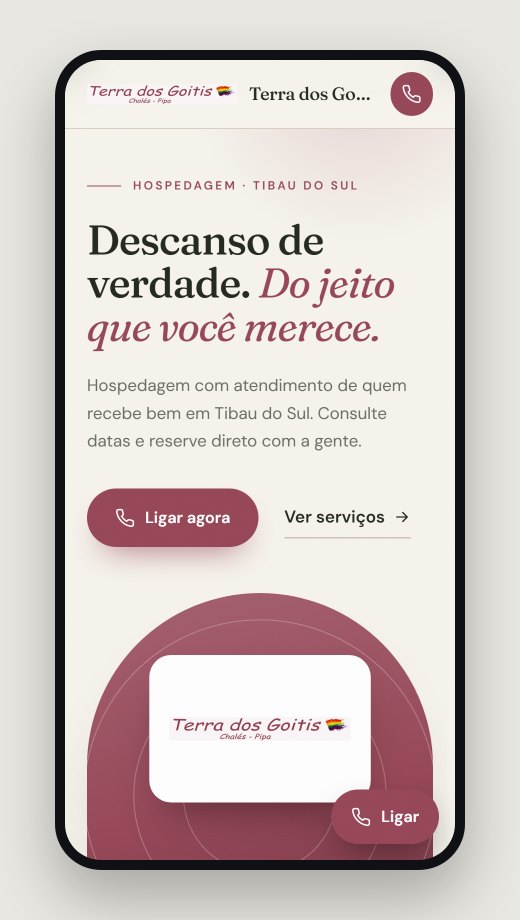 Terra dos Goitis
Chalés - Pipa
Terra dos Go...
HOSPEDAGEM · TIBAU DO SUL
Descanso de
verdade. Do jeito
que você merece.
Hospedagem com atendimento de quem
recebe bem em Tibau do Sul. Consulte
datas e reserve direto com a gente.
Ligar agora
Ver serviços →
Terra dos Goitis
Chalés - Pipa
Ligar